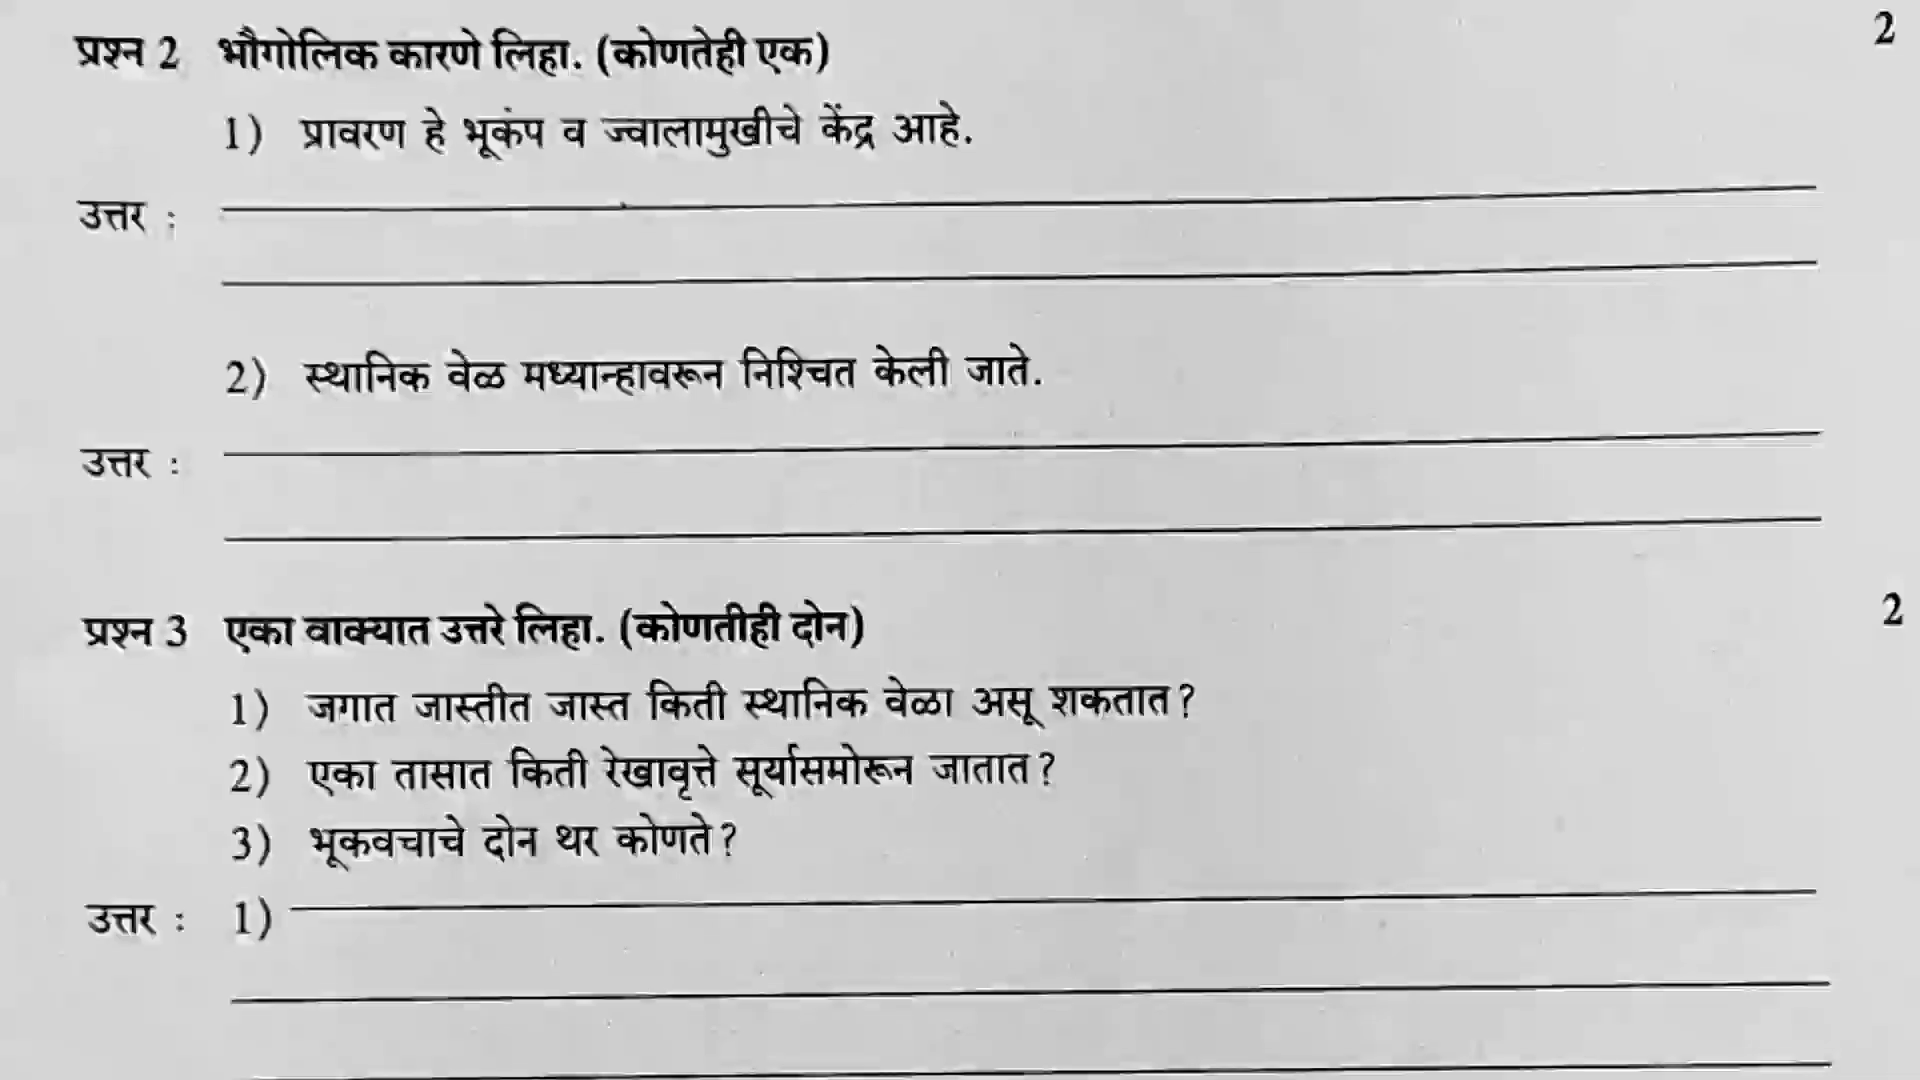 प्रश्न 2 भौगोलिक कारणे लिहा. (कोणतेही एक) 2
1) प्रावरण हे भूकंप व ज्वालामुखीचे केंद्र आहे.
उत्तर :
2) स्थानिक वेळ मध्यान्हावरून निश्चित केली जाते.
उत्तर :
प्रश्न 3 एका वाक्यात उत्तरे लिहा. (कोणतीही दोन) 2
1) जगात जास्तीत जास्त किती स्थानिक वेळा असू शकतात?
2) एका तासात किती रेखावृत्ते सूर्यासमोरून जातात?
3) भूकवचाचे दोन थर कोणते?
उत्तर : 1)